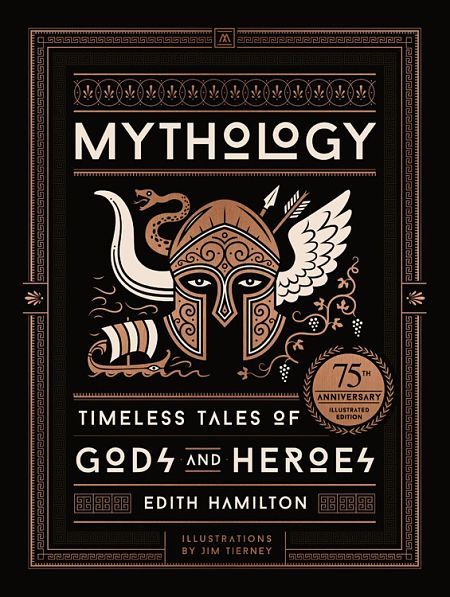 MYTHOLOGY
75TH
ANNIVERSARY
ILLUSTRATED
EDITION
TIMELESS TALES OF
GODS AND HEROES
EDITH HAMILTON
ILLUSTRATIONS
BY JIM TIERNEY